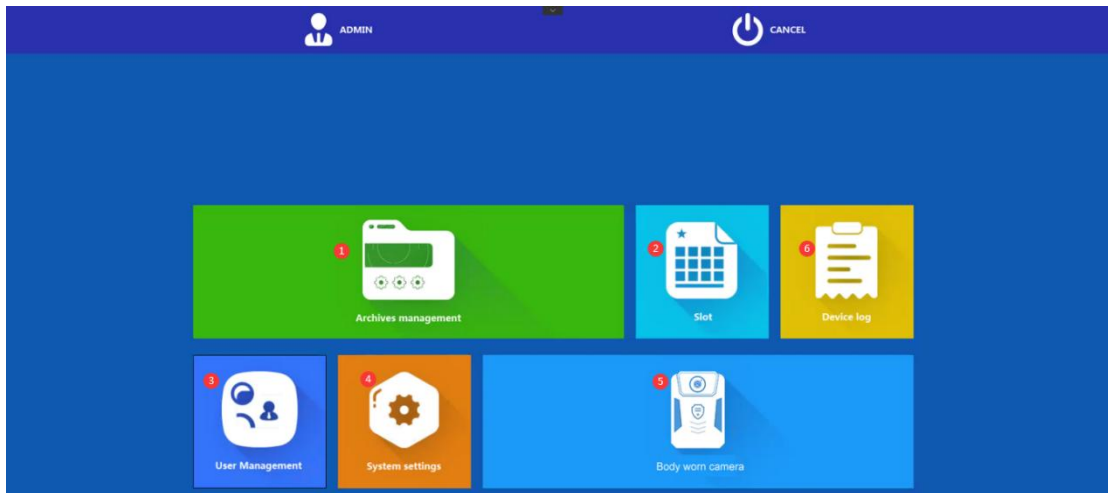 ADMIN
CANCEL
1
Archives management
2
Slot
6
Device log
3
User Management
4
System settings
5
Body worn camera